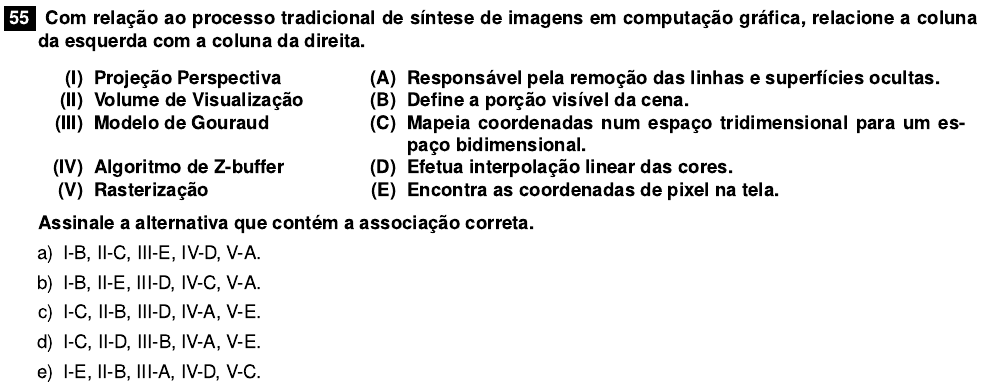 55 Com relação ao processo tradicional de síntese de imagens em computação gráfica, relacione a coluna
da esquerda com a coluna da direita.
(I) Projeção Perspectiva (A) Responsável pela remoção das linhas e superfícies ocultas.
(II) Volume de Visualização (B) Define a porção visível da cena.
(III) Modelo de Gouraud (C) Mapeia coordenadas num espaço tridimensional para um es-
paço bidimensional.
(IV) Algoritmo de Z-buffer (D) Efetua interpolação linear das cores.
(V) Rasterização (E) Encontra as coordenadas de pixel na tela.
Assinale a alternativa que contém a associação correta.
a) I-B, II-C, III-E, IV-D, V-A.
b) I-B, II-E, III-D, IV-C, V-A.
c) I-C, II-B, III-D, IV-A, V-E.
d) I-C, II-D, III-B, IV-A, V-E.
e) I-E, II-B, III-A, IV-D, V-C.